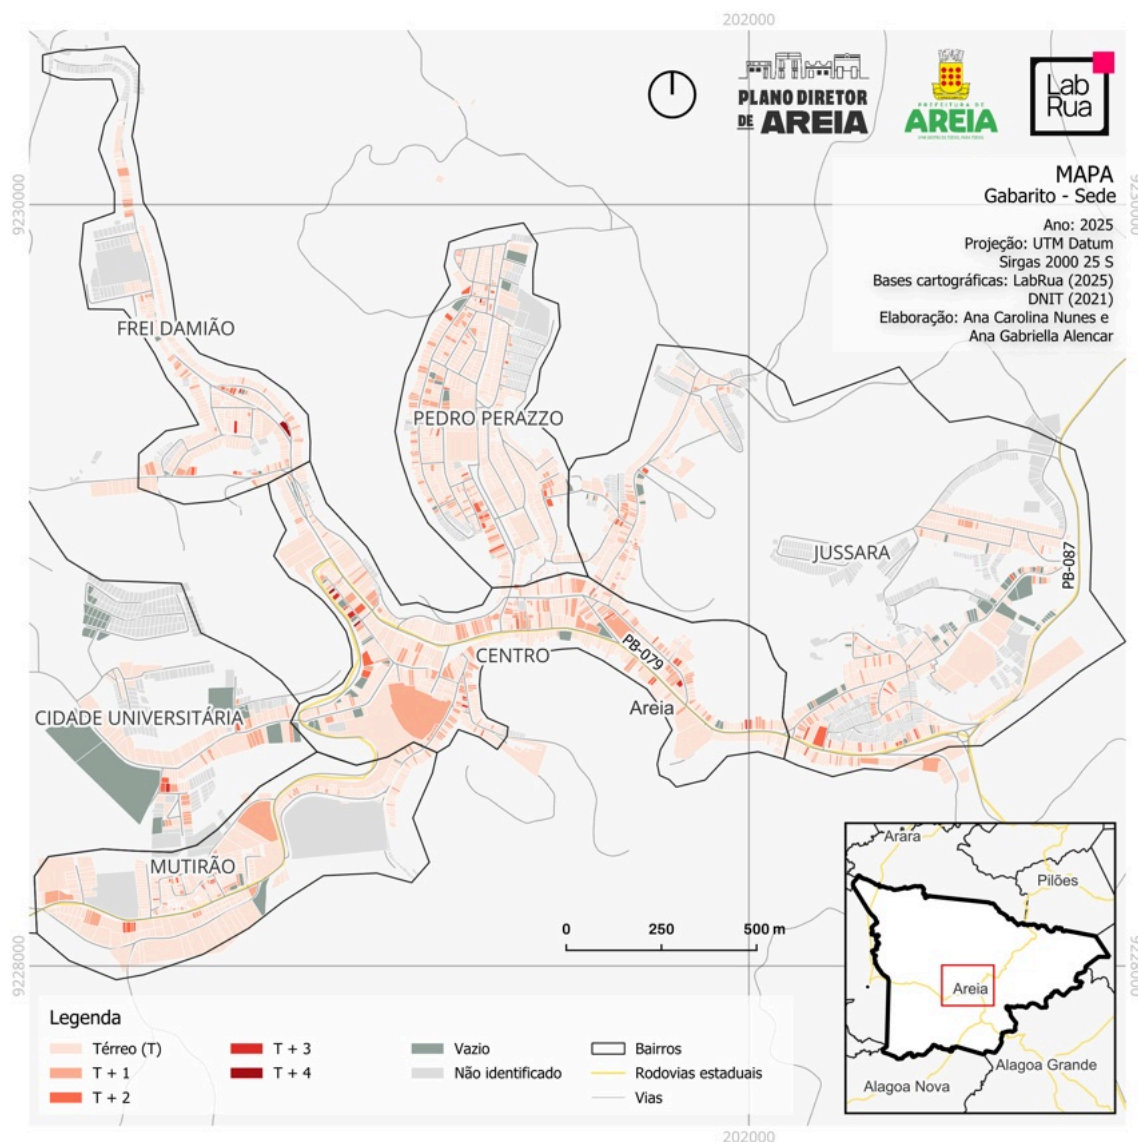 202000
PLANO DIRETOR
DE AREIA
PREFEITURA DE
AREIA
Lab
Rua
MAPA
Gabarito - Sede
Ano: 2025
Projeção: UTM Datum
Sirgas 2000 25 S
Bases cartográficas: LabRua (2025)
DNIT (2021)
Elaboração: Ana Carolina Nunes e
Ana Gabriella Alencar
9230000
9230000
FREI DAMIÃO
PEDRO PERAZZO
JUSSARA
PB-087
CENTRO
PB-079
Areia
CIDADE UNIVERSITÁRIA
MUTIRÃO
0 250 500 m
9228000
9228000
Arara
Pilões
Areia
Alagoa Grande
Alagoa Nova
Legenda
Térreo (T)
T + 1
T + 2
T + 3
T + 4
Vazio
Não identificado
Bairros
Rodovias estaduais
Vias
202000